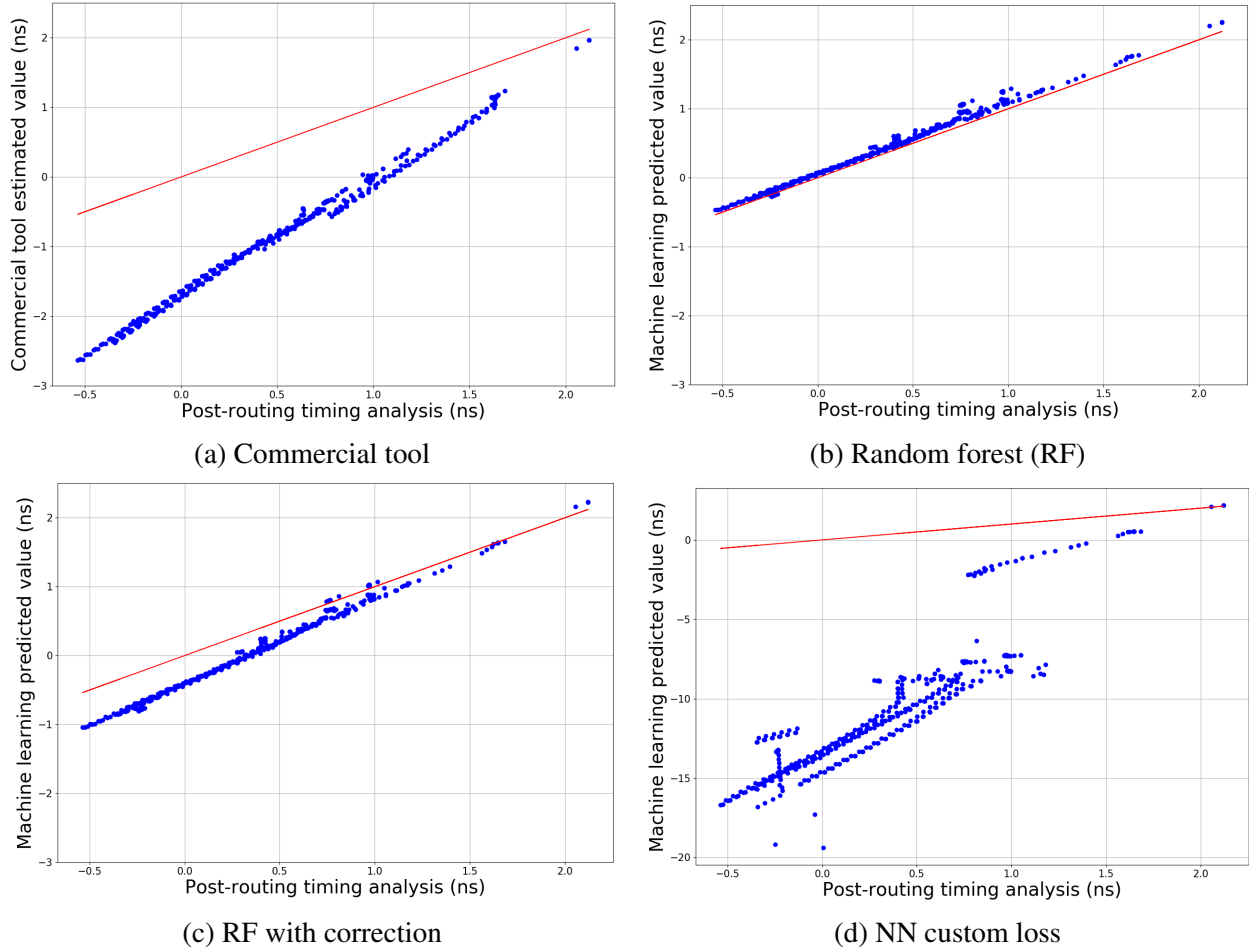 Commercial tool estimated value (ns)
2
1
0
−1
−2
−3
−0.5 0.0 0.5 1.0 1.5 2.0
Post-routing timing analysis (ns)
(a) Commercial tool
Machine learning predicted value (ns)
2
1
0
−1
−2
−3
−0.5 0.0 0.5 1.0 1.5 2.0
Post-routing timing analysis (ns)
(b) Random forest (RF)
Machine learning predicted value (ns)
2
1
0
−1
−2
−3
−0.5 0.0 0.5 1.0 1.5 2.0
Post-routing timing analysis (ns)
(c) RF with correction
Machine learning predicted value (ns)
0
−5
−10
−15
−20
−0.5 0.0 0.5 1.0 1.5 2.0
Post-routing timing analysis (ns)
(d) NN custom loss